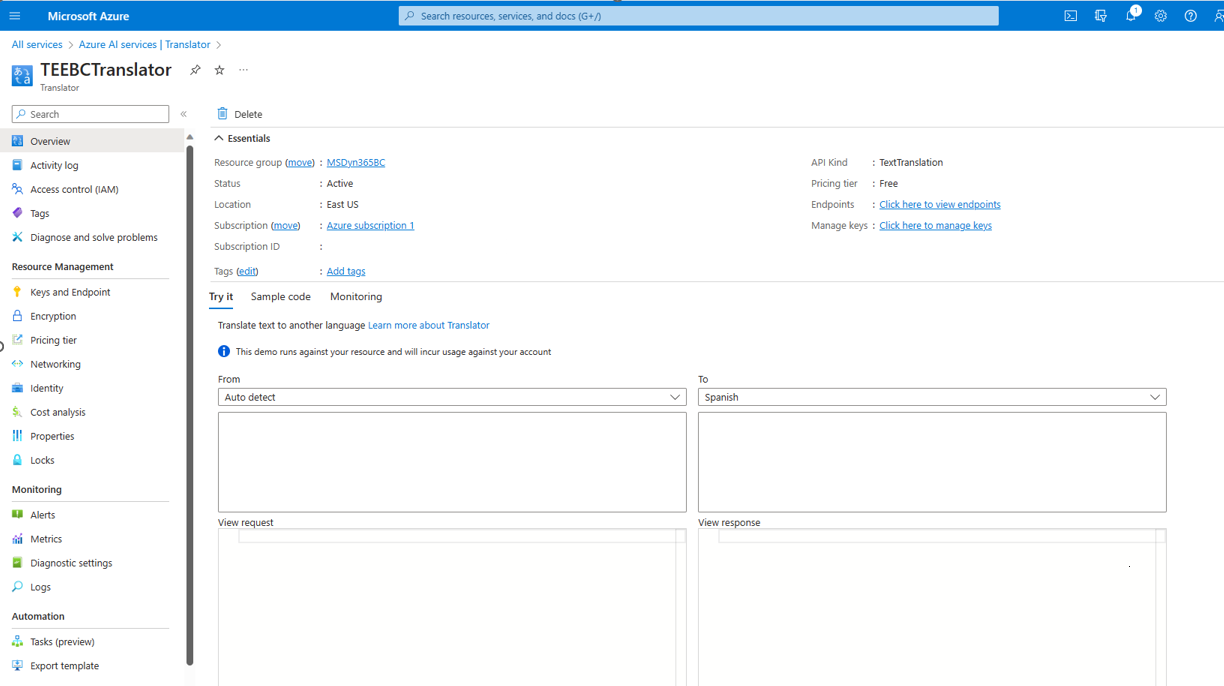 Microsoft Azure
Search resources, services, and docs (G+/)
1
All services > Azure AI services | Translator >
TEEBCTranslator
Translator
Search
Delete
Overview
Activity log
Access control (IAM)
Tags
Diagnose and solve problems
Resource Management
Keys and Endpoint
Encryption
Pricing tier
Networking
Identity
Cost analysis
Properties
Locks
Monitoring
Alerts
Metrics
Diagnostic settings
Logs
Automation
Tasks (preview)
Export template
Essentials
Resource group (move) : MSDyn365BC
Status : Active
Location : East US
Subscription (move) : Azure subscription 1
Subscription ID :
Tags (edit) : Add tags
API Kind : TextTranslation
Pricing tier : Free
Endpoints : Click here to view endpoints
Manage keys : Click here to manage keys
Try it Sample code Monitoring
Translate text to another language Learn more about Translator
This demo runs against your resource and will incur usage against your account
From To
Auto detect Spanish
View request View response